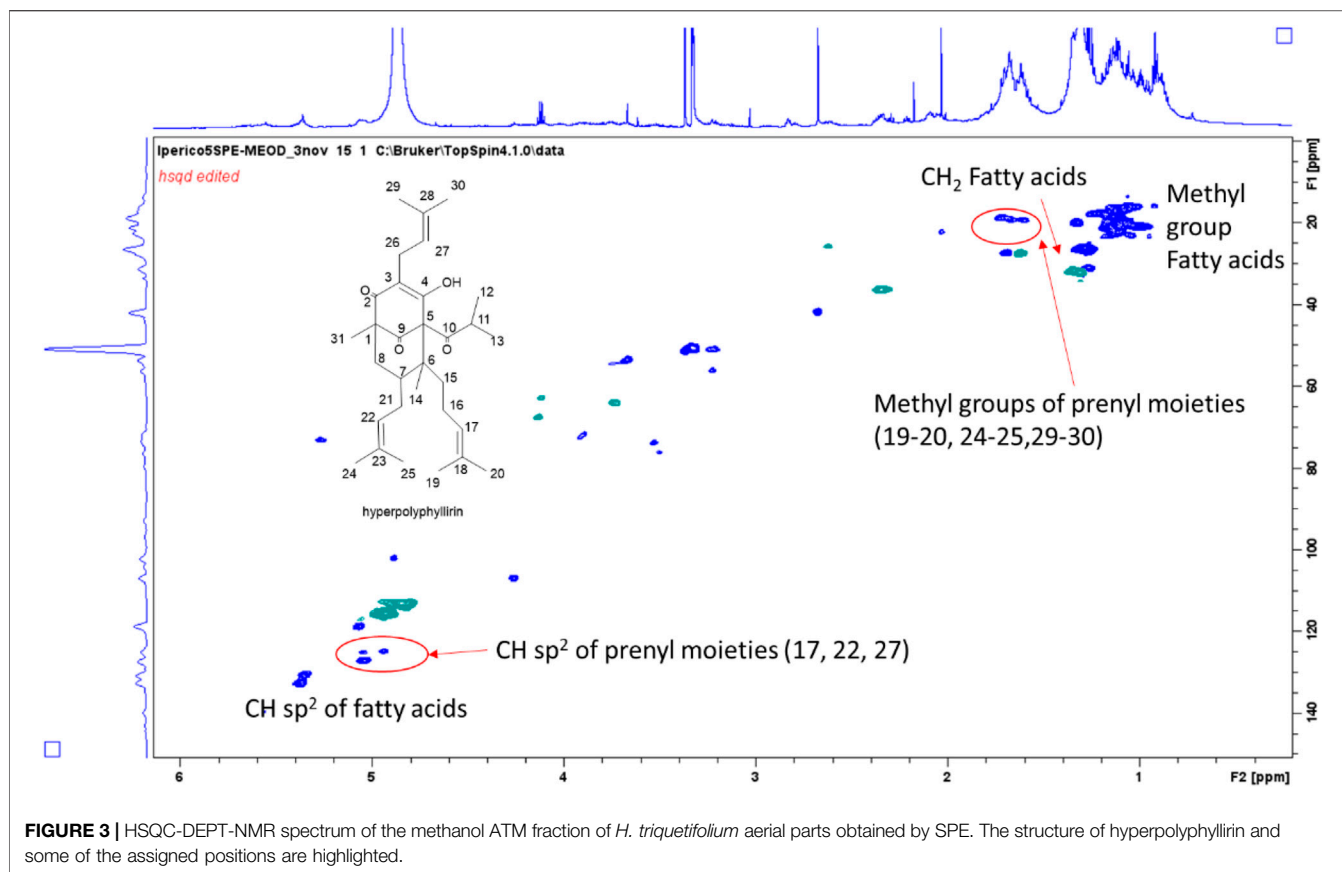 Iperico5SPE-MEOD_3nov 15 1 C:\Bruker\TopSpin4.1.0\data
hsqd edited
CH₂ Fatty acids
Methyl
group
Fatty acids
29 30
28
26 27
3 4
OH
O 2
12
5
9 10 11
31 1 O O 13
8 6
7 15
14
21 16
22 17
23 18
24 25 19 20
hyperpolyphyllirin
Methyl groups of prenyl moieties
(19-20, 24-25,29-30)
CH sp² of prenyl moieties (17, 22, 27)
CH sp² of fatty acids
F1 [ppm]
20
40
60
80
100
120
140
6 5 4 3 2 1 F2 [ppm]
FIGURE 3 | HSQC-DEPT-NMR spectrum of the methanol ATM fraction of H. triquetifolium aerial parts obtained by SPE. The structure of hyperpolyphyllirin and
some of the assigned positions are highlighted.